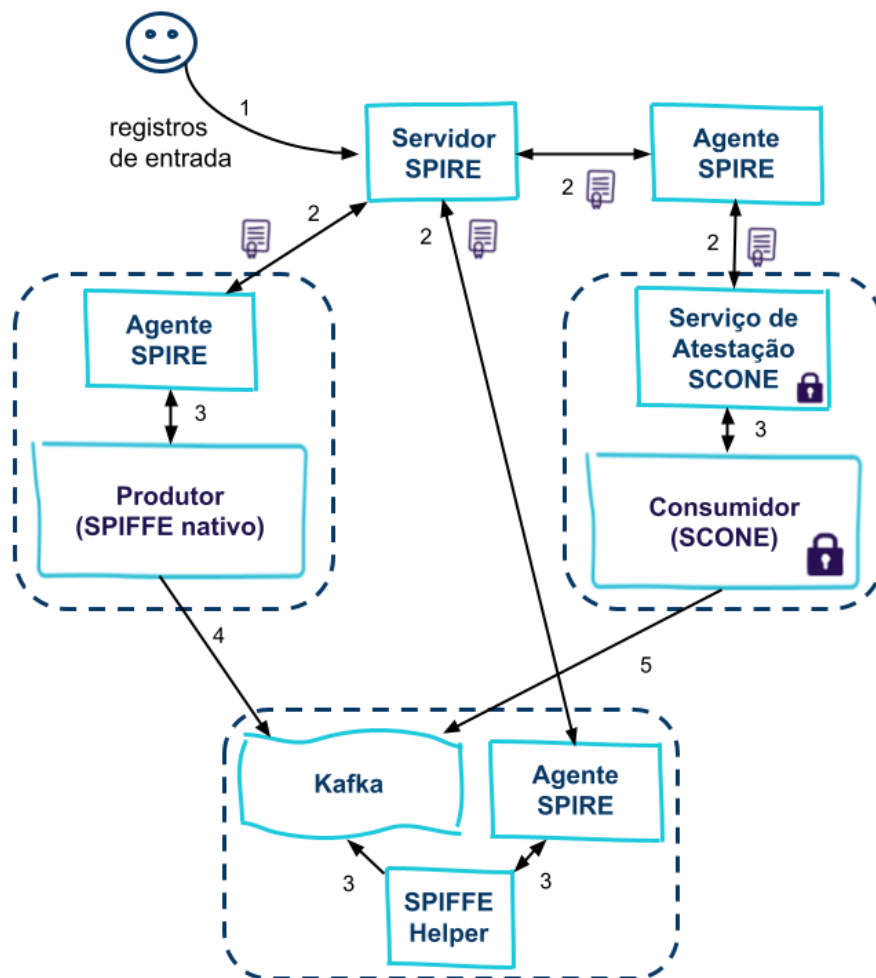 1
registros
de entrada
Servidor
SPIRE
Agente
SPIRE
2
2
2
2
Agente
SPIRE
Serviço de
Atestação
SCONE
3
3
Produtor
(SPIFFE nativo)
Consumidor
(SCONE)
4
5
Kafka
Agente
SPIRE
3
3
SPIFFE
Helper